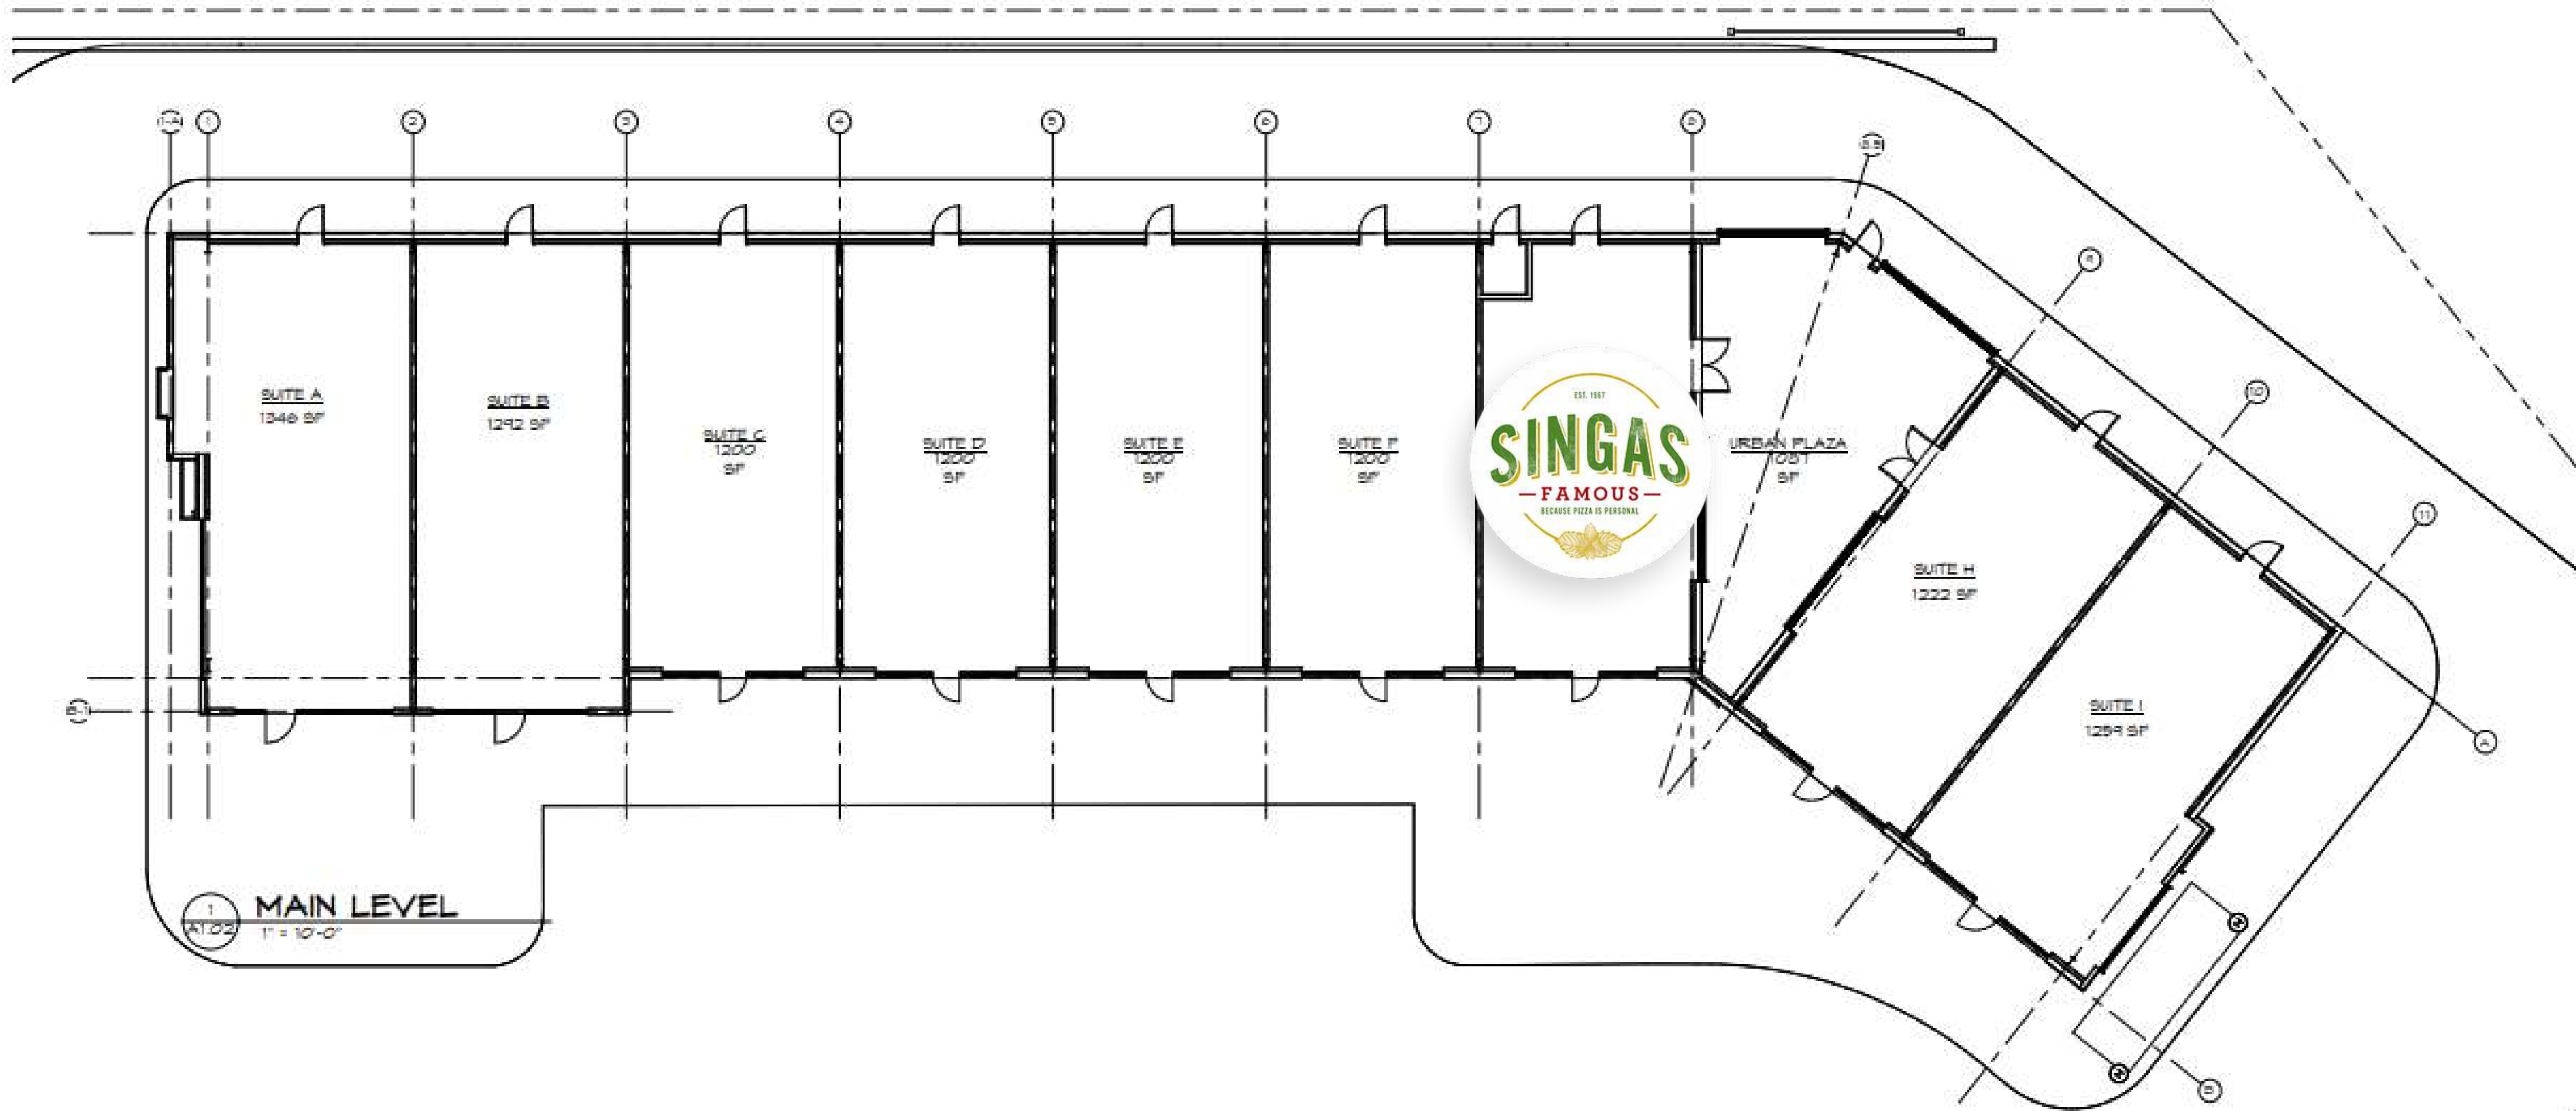 1
2
3
4
5
6
7
8
9
10
11
A
SUITE A
1346 SF
SUITE B
1292 SF
SUITE C
1200
SF
SUITE D
1200
SF
SUITE E
1200
SF
SUITE F
1200
SF
EST. 1967
SINGAS
FAMOUS
BECAUSE PIZZA IS PERSONAL
URBAN PLAZA
SF
SUITE H
1222 SF
SUITE I
1259 SF
1
A1.02
MAIN LEVEL
1" = 10'-0"